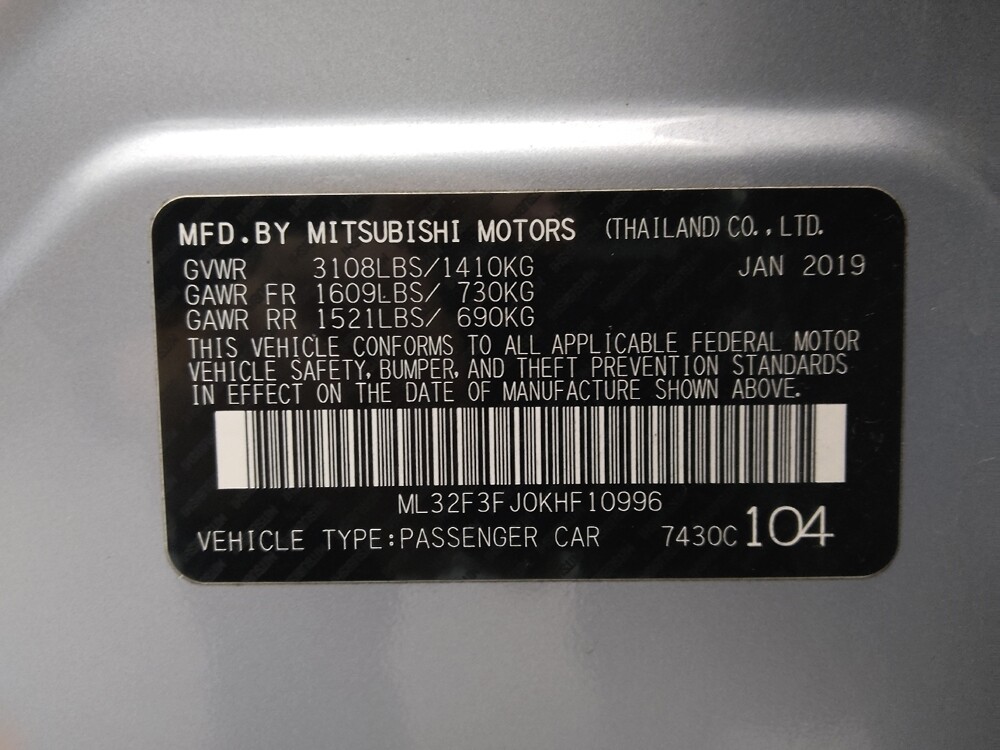 MFD.BY MITSUBISHI MOTORS (THAILAND) CO., LTD.
GVWR 3108LBS/1410KG JAN 2019
GAWR FR 1609LBS/ 730KG
GAWR RR 1521LBS/ 690KG
THIS VEHICLE CONFORMS TO ALL APPLICABLE FEDERAL MOTOR
VEHICLE SAFETY, BUMPER, AND THEFT PREVENTION STANDARDS
IN EFFECT ON THE DATE OF MANUFACTURE SHOWN ABOVE.
ML32F3FJ0KHF10996
VEHICLE TYPE:PASSENGER CAR 7430C 104